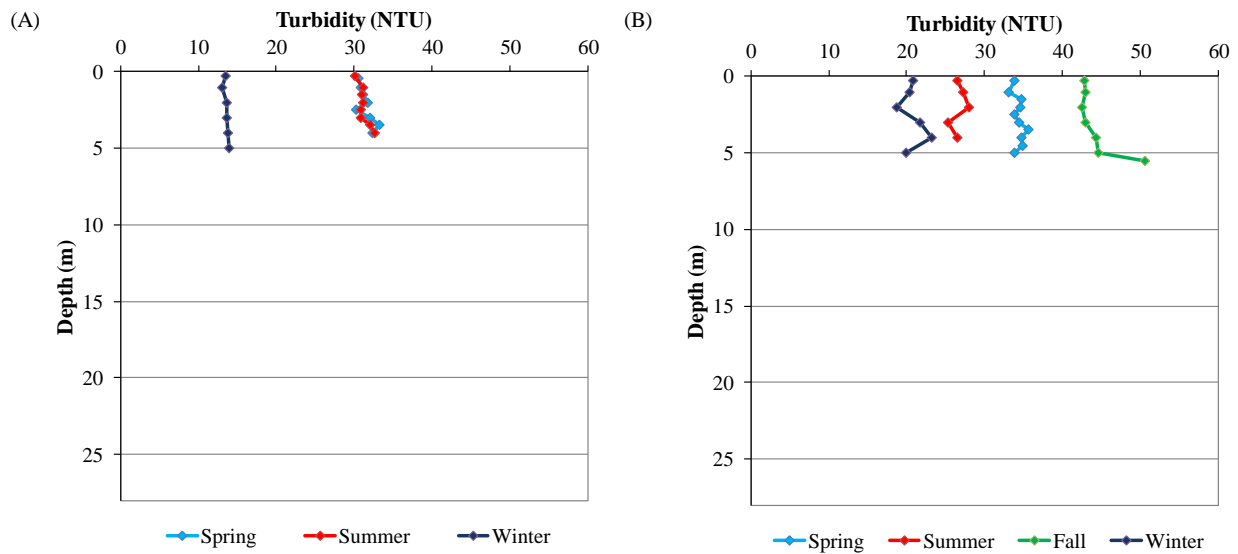 (A)
Turbidity (NTU)
0 10 20 30 40 50 60
0
5
10
15
20
25
Depth (m)
Spring Summer Winter
(B)
Turbidity (NTU)
0 10 20 30 40 50 60
0
5
10
15
20
25
Depth (m)
Spring Summer Fall Winter